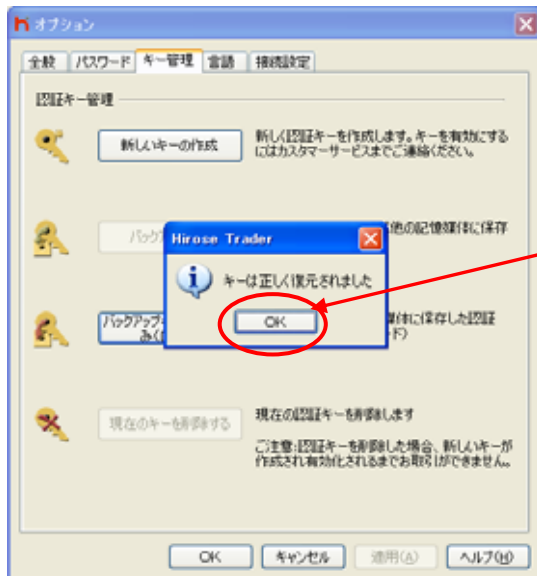 オプション
全般 パスワード キー管理 言語 接続設定
認証キー管理
新しいキーの作成
新しく認証キーを作成します。キーを有効にする
にはカスタマーサービスまでご連絡ください。
バック
他の記憶媒体に保存
Hirose Trader
キーは正しく復元されました
OK
バックアップ
み(
媒体に保存した認証
ド)
現在のキーを削除する
現在の認証キーを削除します
ご注意:認証キーを削除した場合、新しいキーが
作成され有効化されるまでお取引ができません。
OK キャンセル 適用(A) ヘルプ(H)